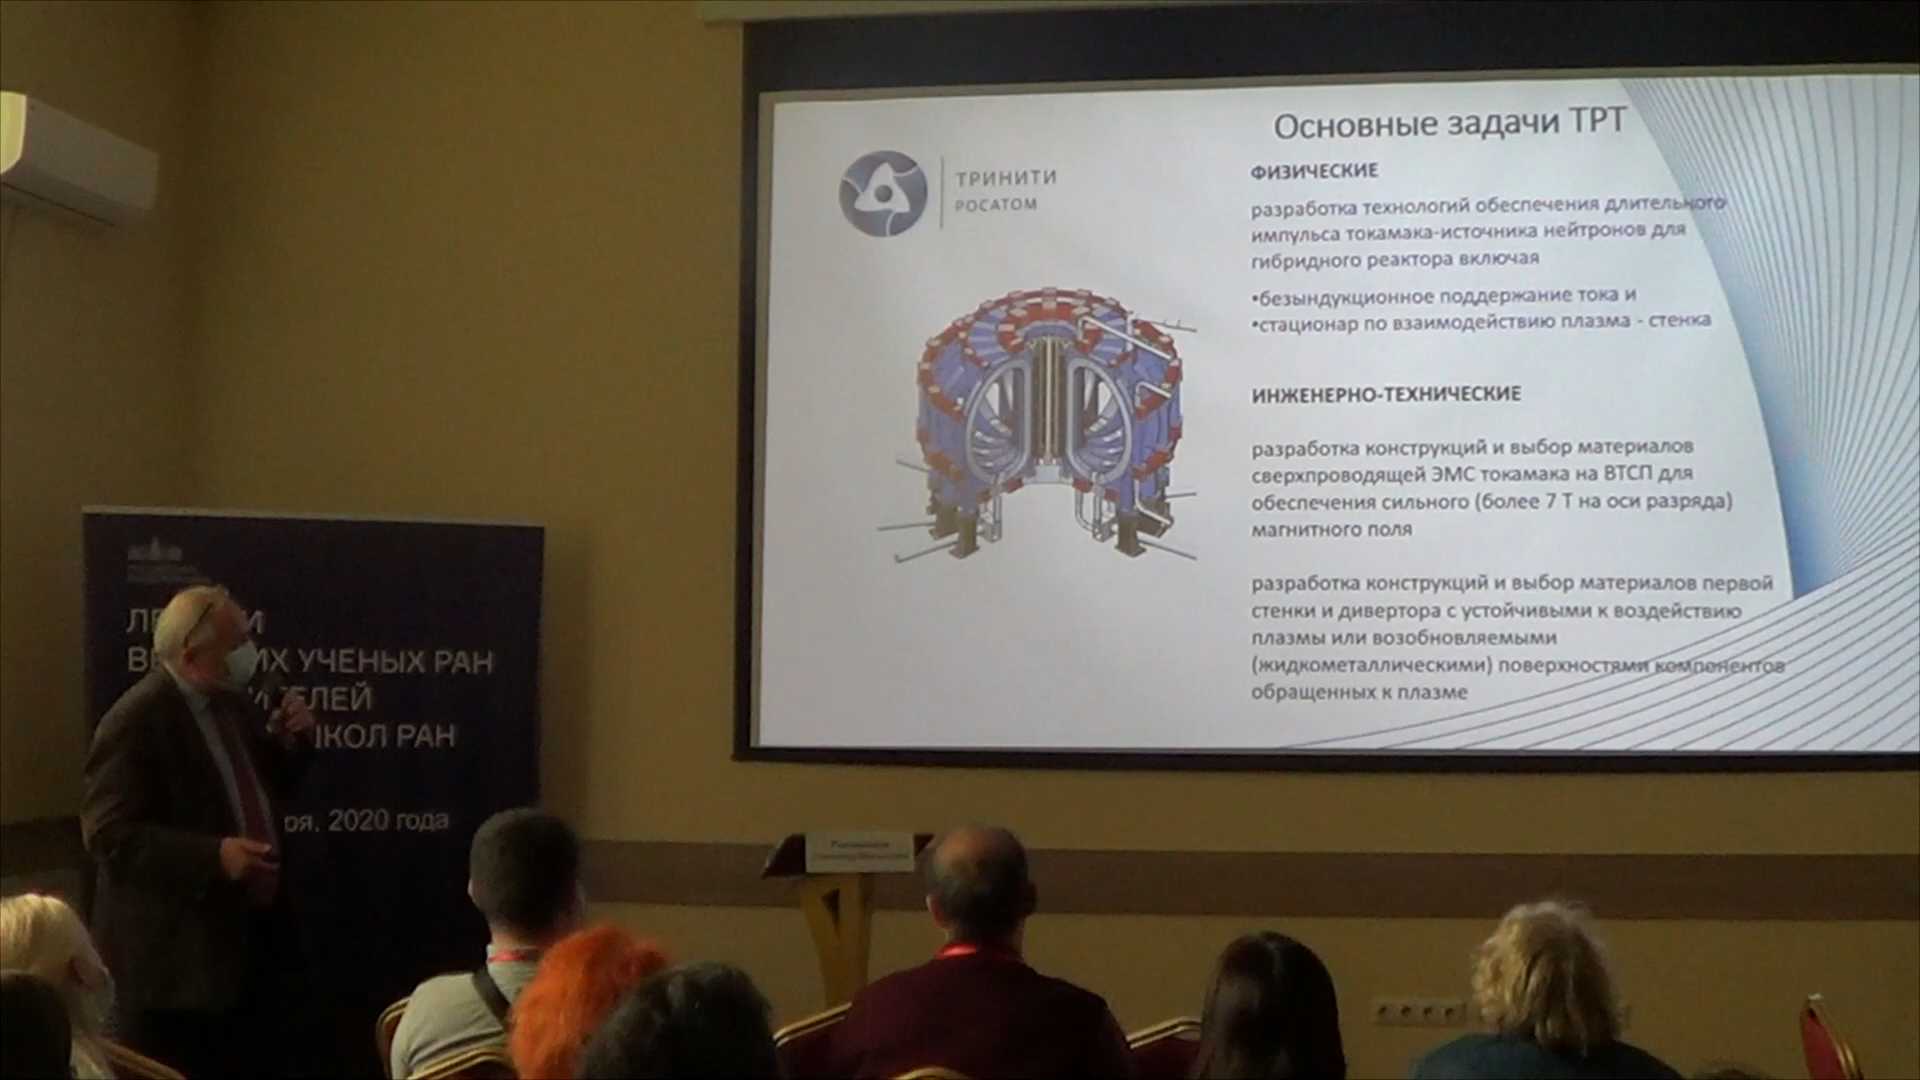 Основные задачи ТРТ
ТРИНИТИ
РОСАТОМ
ФИЗИЧЕСКИЕ
разработка технологий обеспечения длительного
импульса токамака-источника нейтронов для
гибридного реактора включая
•безындукционное поддержание тока и
•стационар по взаимодействию плазма - стенка
ИНЖЕНЕРНО-ТЕХНИЧЕСКИЕ
разработка конструкций и выбор материалов
сверхпроводящей ЭМС токамака на ВТСП для
обеспечения сильного (более 7 Т на оси разряда)
магнитного поля
разработка конструкций и выбор материалов первой
стенки и дивертора с устойчивыми к воздействию
плазмы или возобновляемыми
(жидкометаллическими) поверхностями компонентов
обращенных к плазме
УЧЕНЫХ РАН
РАН
2020 года